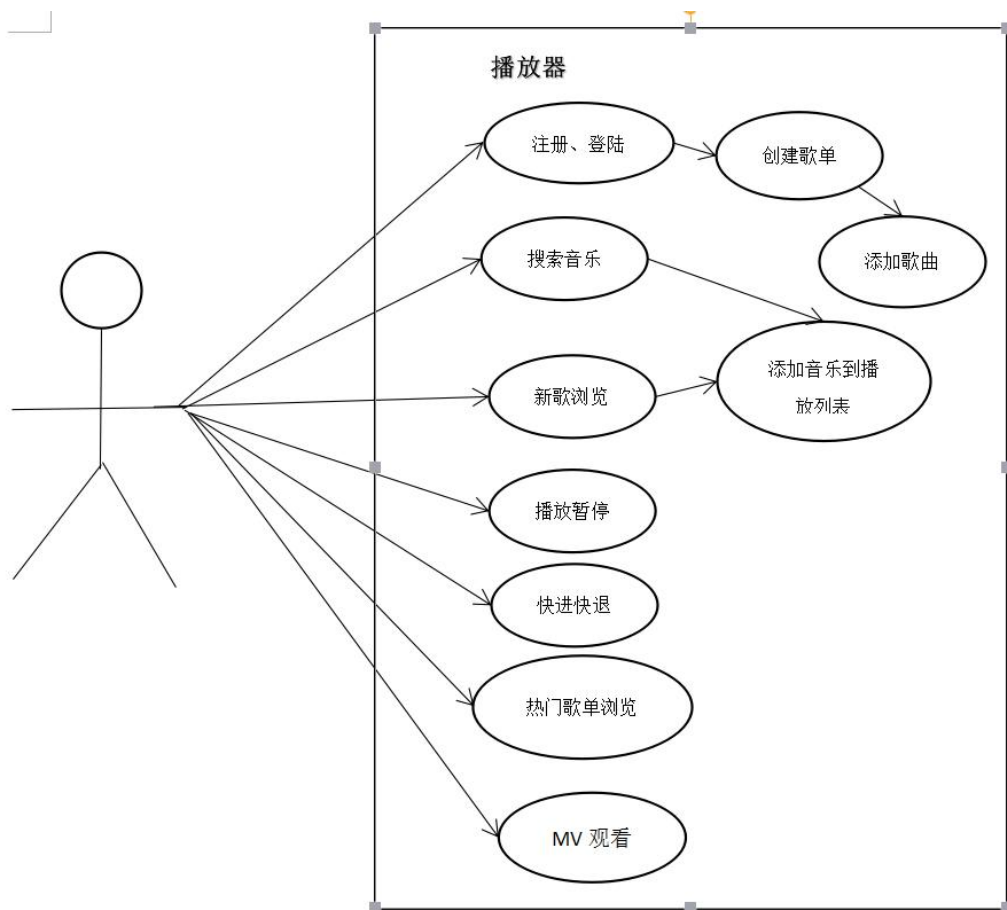 播放器
注册、登陆
创建歌单
添加歌曲
搜索音乐
添加音乐到播
放列表
新歌浏览
播放暂停
快进快退
热门歌单浏览
MV 观看